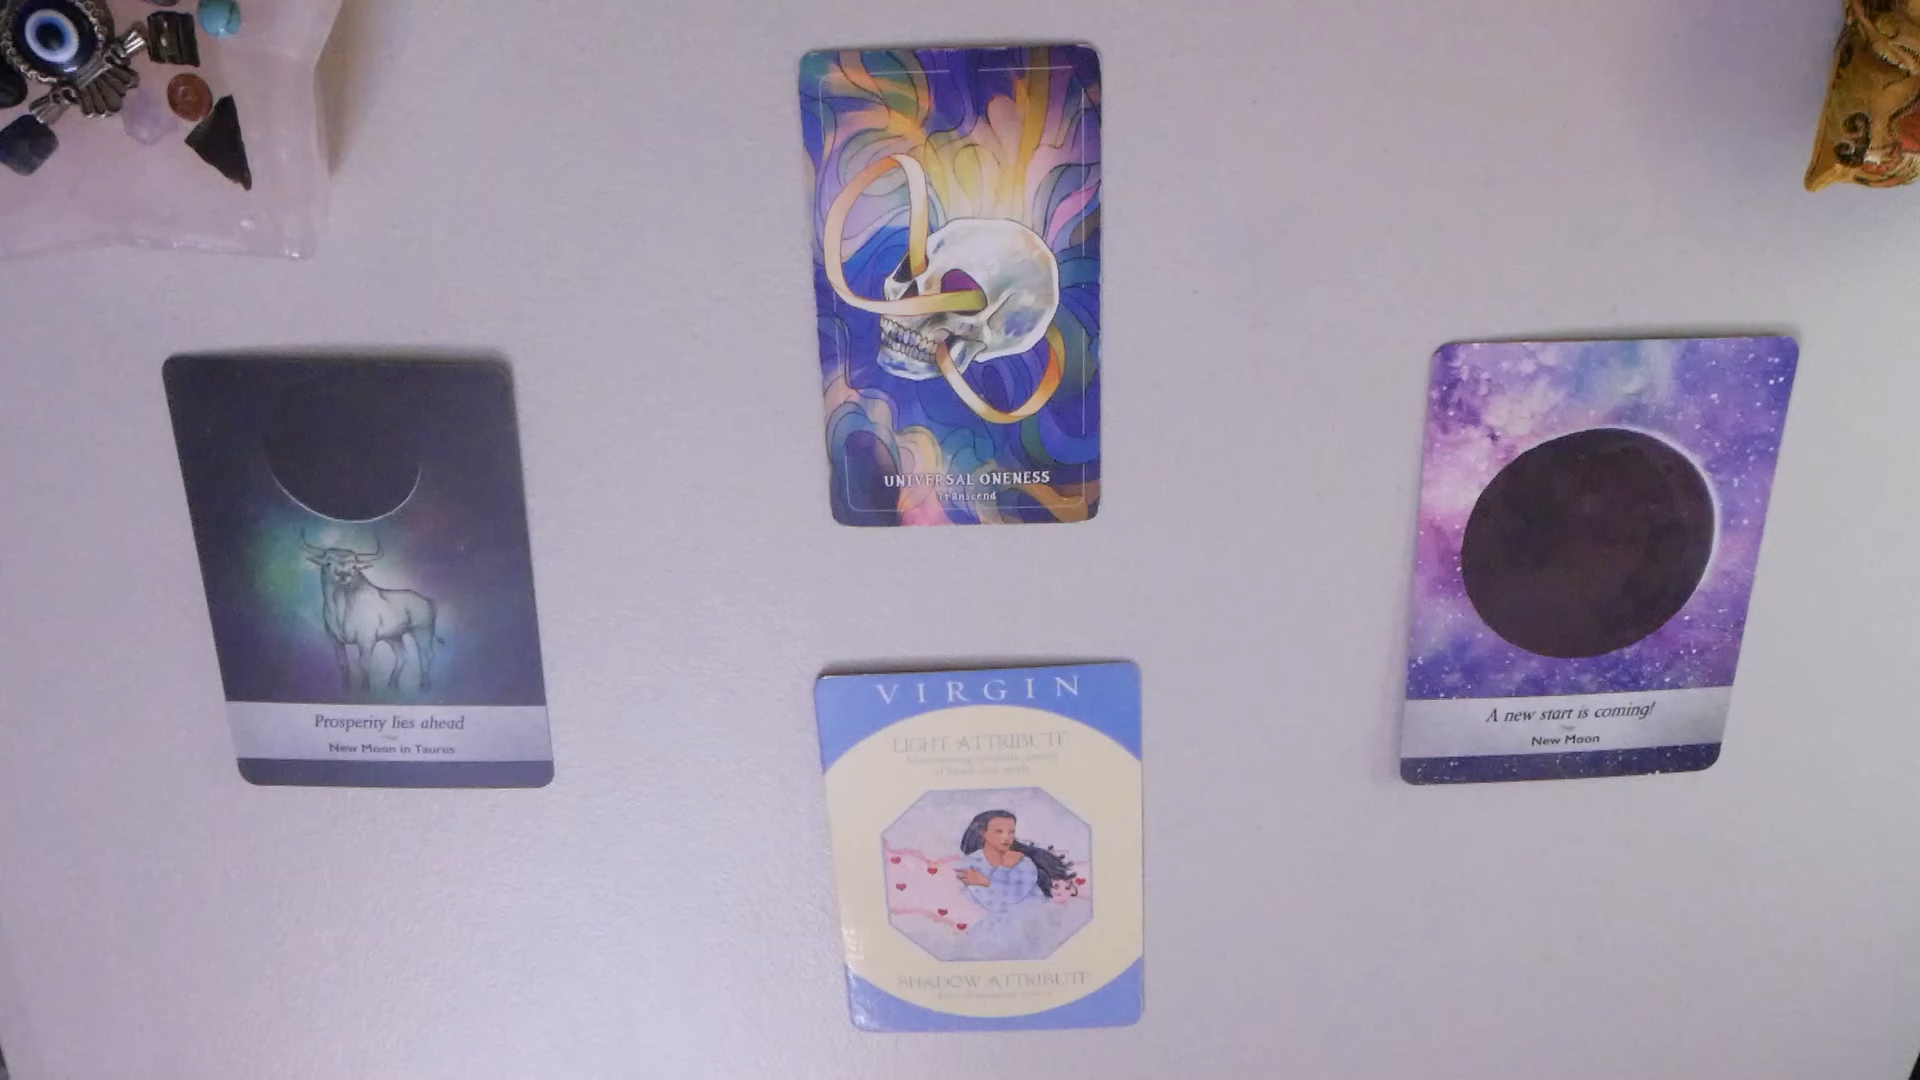 UNIVERSAL ONENESS
Transcend
Prosperity lies ahead
New Moon in Taurus
A new start is coming!
New Moon
VIRGIN
LIGHT ATTRIBUTE
SHADOW ATTRIBUTE